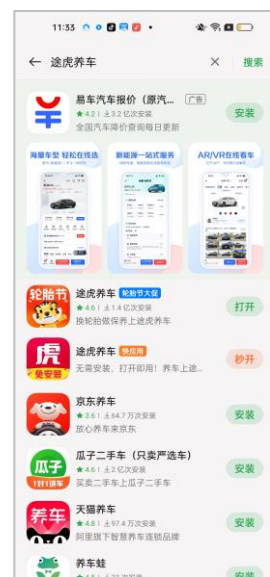 11:33
途虎养车
搜索
易车汽车报价（原汽...
广告
★4.2 | 3.2亿次安装
全国汽车降价查询每日更新
安装
海量车型 轻松在线选
新能源一站式服务
AR/VR在线看车
轮胎节
途虎养车
轮胎节大促
★4.6 | 1.4亿次安装
换轮胎做保养上途虎养车
打开
虎
免安装
途虎养车
快应用
无需安装，打开即用！养车上途...
秒开
京东养车
★3.6 | 64.7万次安装
放心养车来京东
安装
瓜子
1对1讲车
瓜子二手车（只卖严选车）
★4.6 | 2亿次安装
买卖二手车上瓜子二手车
安装
养车
天猫养车
★4.8 | 97.4万次安装
阿里旗下智慧养车连锁品牌
安装
养车蛙
安装